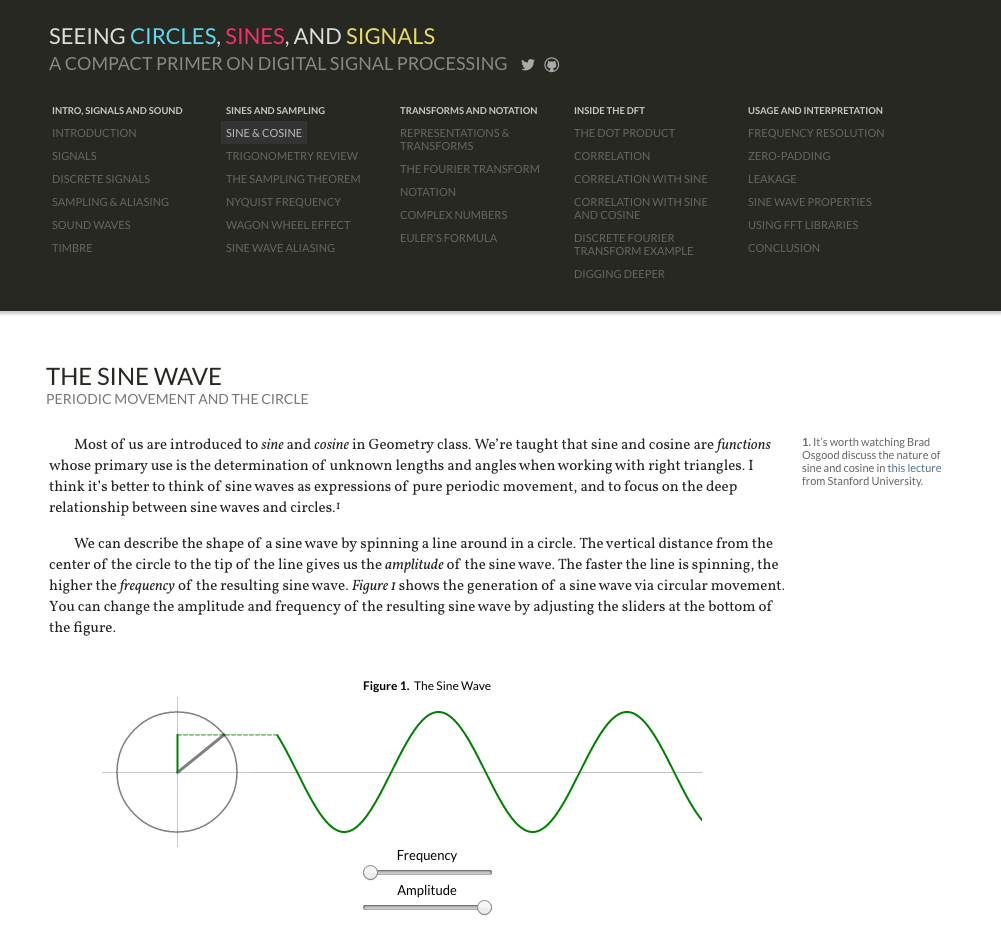 SEEING CIRCLES, SINES, AND SIGNALS
A COMPACT PRIMER ON DIGITAL SIGNAL PROCESSING
INTRO, SIGNALS AND SOUND
INTRODUCTION
SIGNALS
DISCRETE SIGNALS
SAMPLING & ALIASING
SOUND WAVES
TIMBRE
SINES AND SAMPLING
SINE & COSINE
TRIGONOMETRY REVIEW
THE SAMPLING THEOREM
NYQUIST FREQUENCY
WAGON WHEEL EFFECT
SINE WAVE ALIASING
TRANSFORMS AND NOTATION
REPRESENTATIONS &
TRANSFORMS
THE FOURIER TRANSFORM
NOTATION
COMPLEX NUMBERS
EULER'S FORMULA
INSIDE THE DFT
THE DOT PRODUCT
CORRELATION
CORRELATION WITH SINE
CORRELATION WITH SINE
AND COSINE
DISCRETE FOURIER
TRANSFORM EXAMPLE
DIGGING DEEPER
USAGE AND INTERPRETATION
FREQUENCY RESOLUTION
ZERO-PADDING
LEAKAGE
SINE WAVE PROPERTIES
USING FFT LIBRARIES
CONCLUSION
THE SINE WAVE
PERIODIC MOVEMENT AND THE CIRCLE
Most of us are introduced to sine and cosine in Geometry class. We're taught that sine and cosine are functions
whose primary use is the determination of unknown lengths and angles when working with right triangles. I
think it's better to think of sine waves as expressions of pure periodic movement, and to focus on the deep
relationship between sine waves and circles.1
1. It's worth watching Brad
Osgood discuss the nature of
sine and cosine in this lecture
from Stanford University.
We can describe the shape of a sine wave by spinning a line around in a circle. The vertical distance from the
center of the circle to the tip of the line gives us the amplitude of the sine wave. The faster the line is spinning, the
higher the frequency of the resulting sine wave. Figure 1 shows the generation of a sine wave via circular movement.
You can change the amplitude and frequency of the resulting sine wave by adjusting the sliders at the bottom of
the figure.
Figure 1. The Sine Wave
Frequency
Amplitude